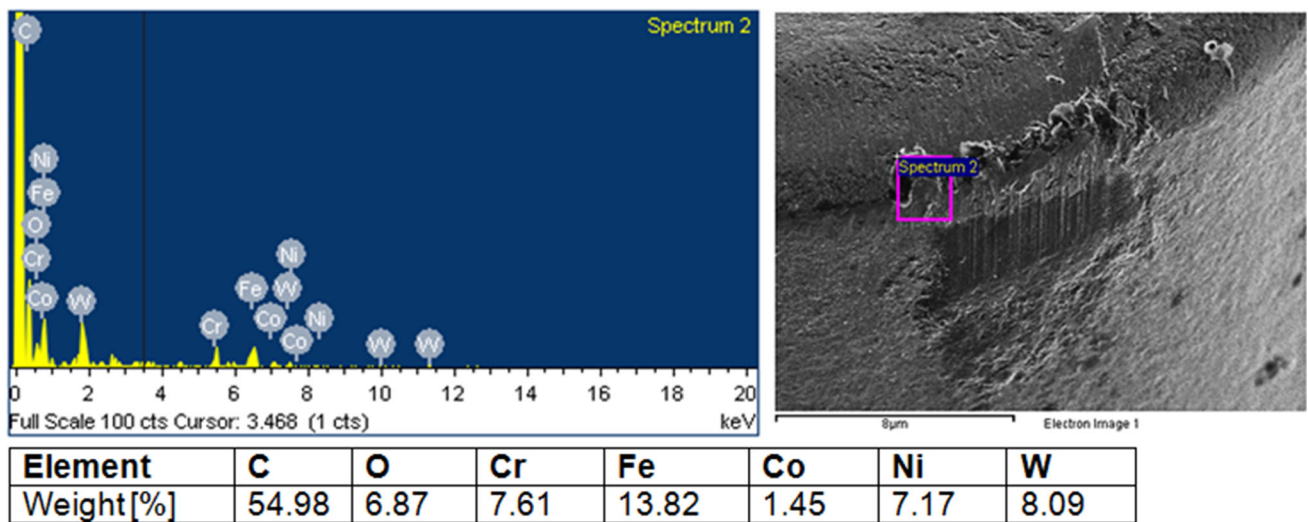 Spectrum 2
C
Ni
Fe
O
Cr
Co
W
Ni
Fe
W
Co
Ni
Cr
Co
W
W
0 2 4 6 8 10 12 14 16 18 20
Full Scale 100 cts Cursor: 3.468 (1 cts)
keV
Spectrum 2
8µm
Electron Image 1
Element C O Cr Fe Co Ni W
Weight[%] 54.98 6.87 7.61 13.82 1.45 7.17 8.09